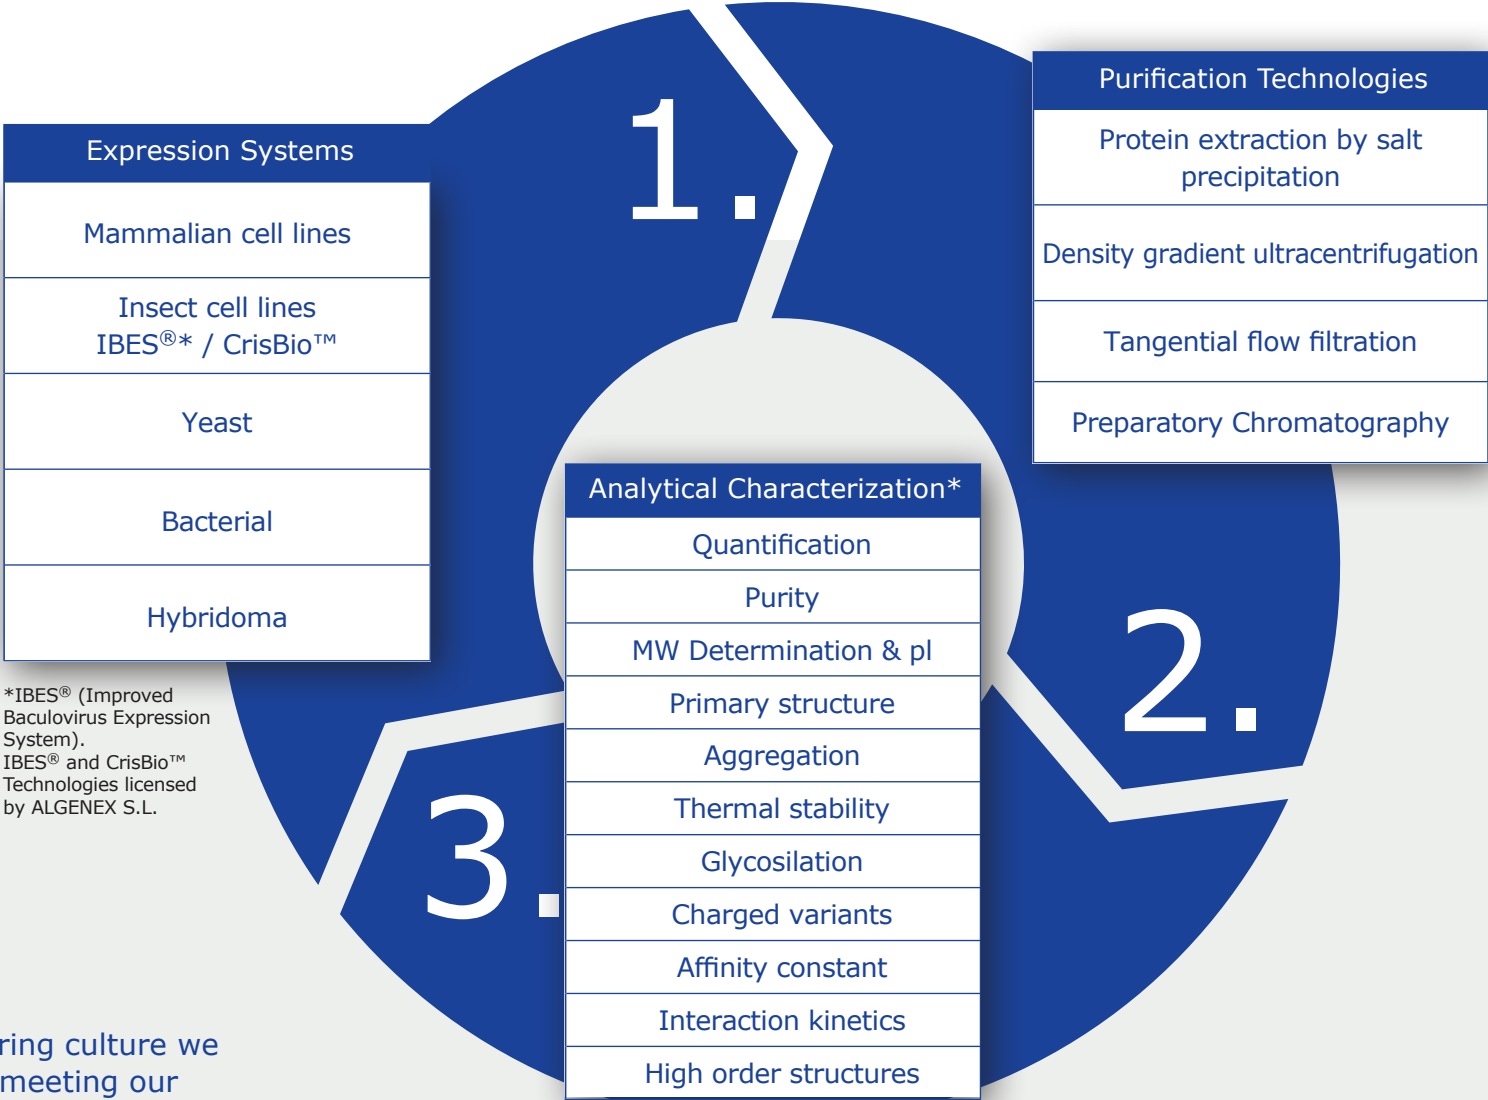 1.
Expression Systems
Mammalian cell lines
Insect cell lines
IBES®* / CrisBio™
Yeast
Bacterial
Hybridoma
*IBES® (Improved
Baculovirus Expression
System).
IBES® and CrisBio™
Technologies licensed
by ALGENEX S.L.
2.
Purification Technologies
Protein extraction by salt
precipitation
Density gradient ultracentrifugation
Tangential flow filtration
Preparatory Chromatography
3.
Analytical Characterization*
Quantification
Purity
MW Determination & pl
Primary structure
Aggregation
Thermal stability
Glycosilation
Charged variants
Affinity constant
Interaction kinetics
High order structures
ring culture we
meeting our